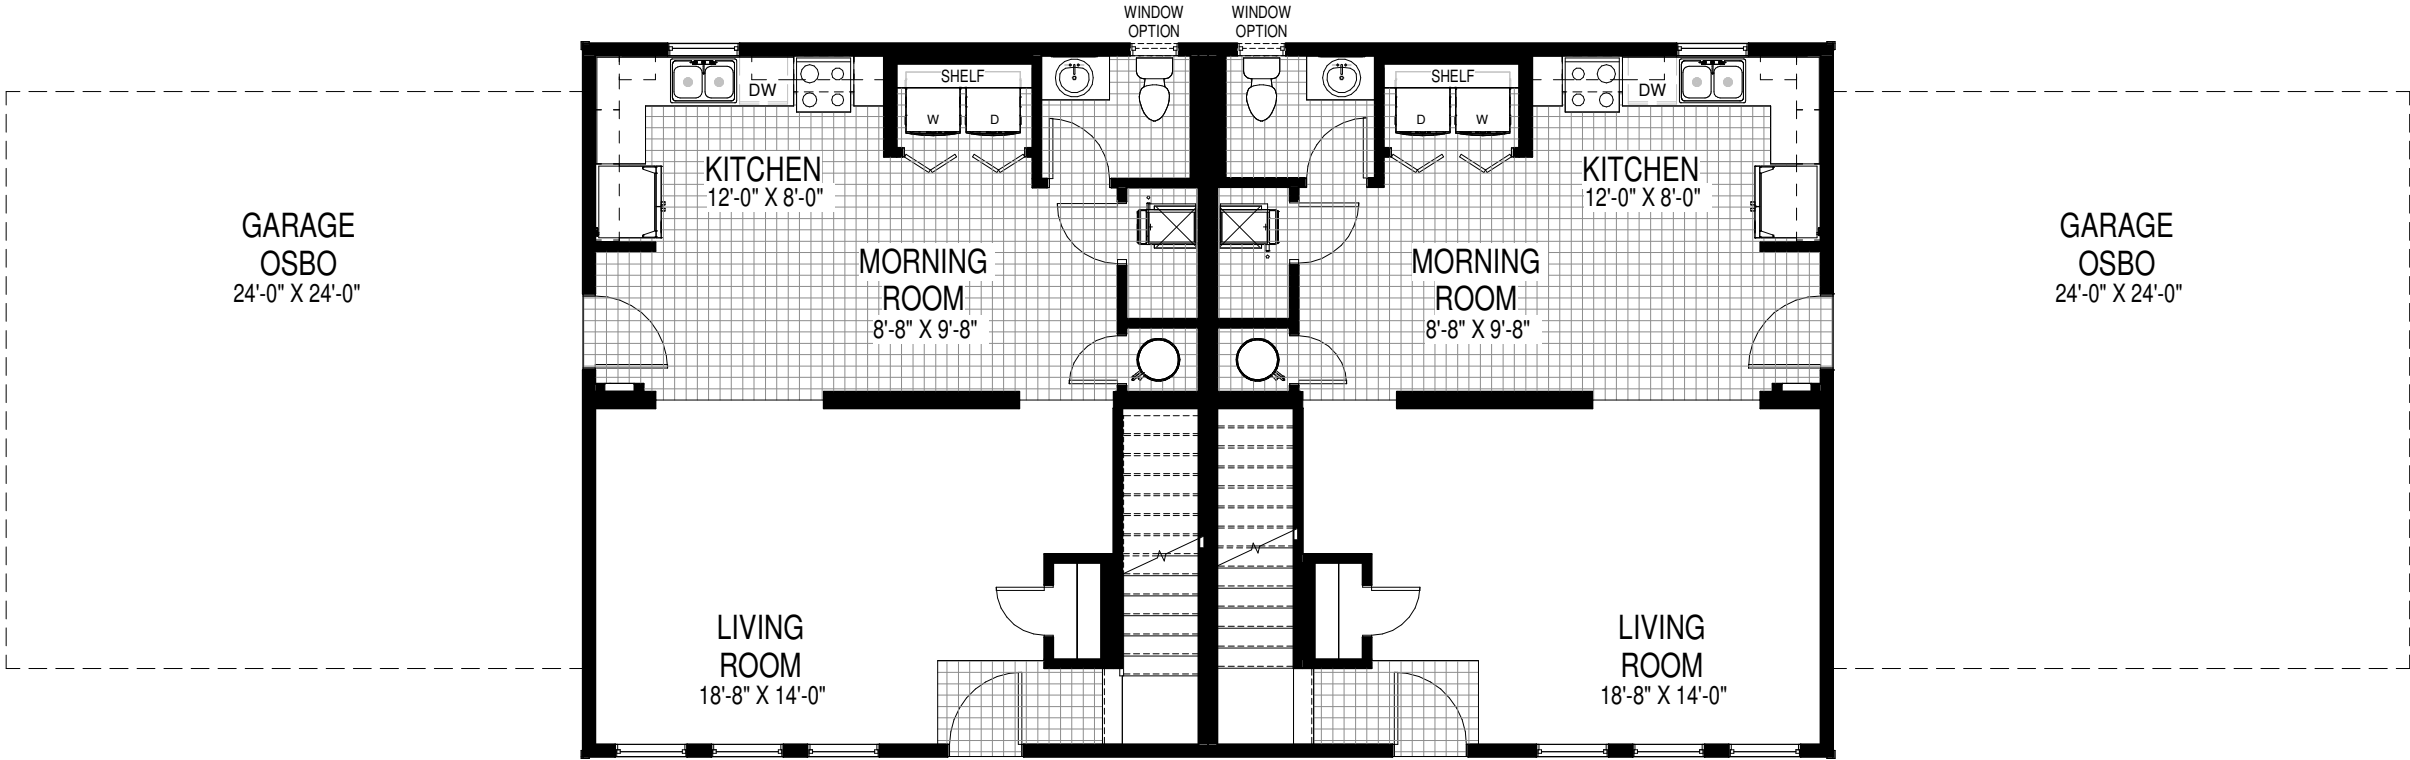 WINDOW
OPTION
WINDOW
OPTION
SHELF
SHELF
DW
DW
W
D
D
W
KITCHEN
12'-0" X 8'-0"
KITCHEN
12'-0" X 8'-0"
GARAGE
OSBO
24'-0" X 24'-0"
MORNING
ROOM
8'-8" X 9'-8"
MORNING
ROOM
8'-8" X 9'-8"
GARAGE
OSBO
24'-0" X 24'-0"
LIVING
ROOM
18'-8" X 14'-0"
LIVING
ROOM
18'-8" X 14'-0"